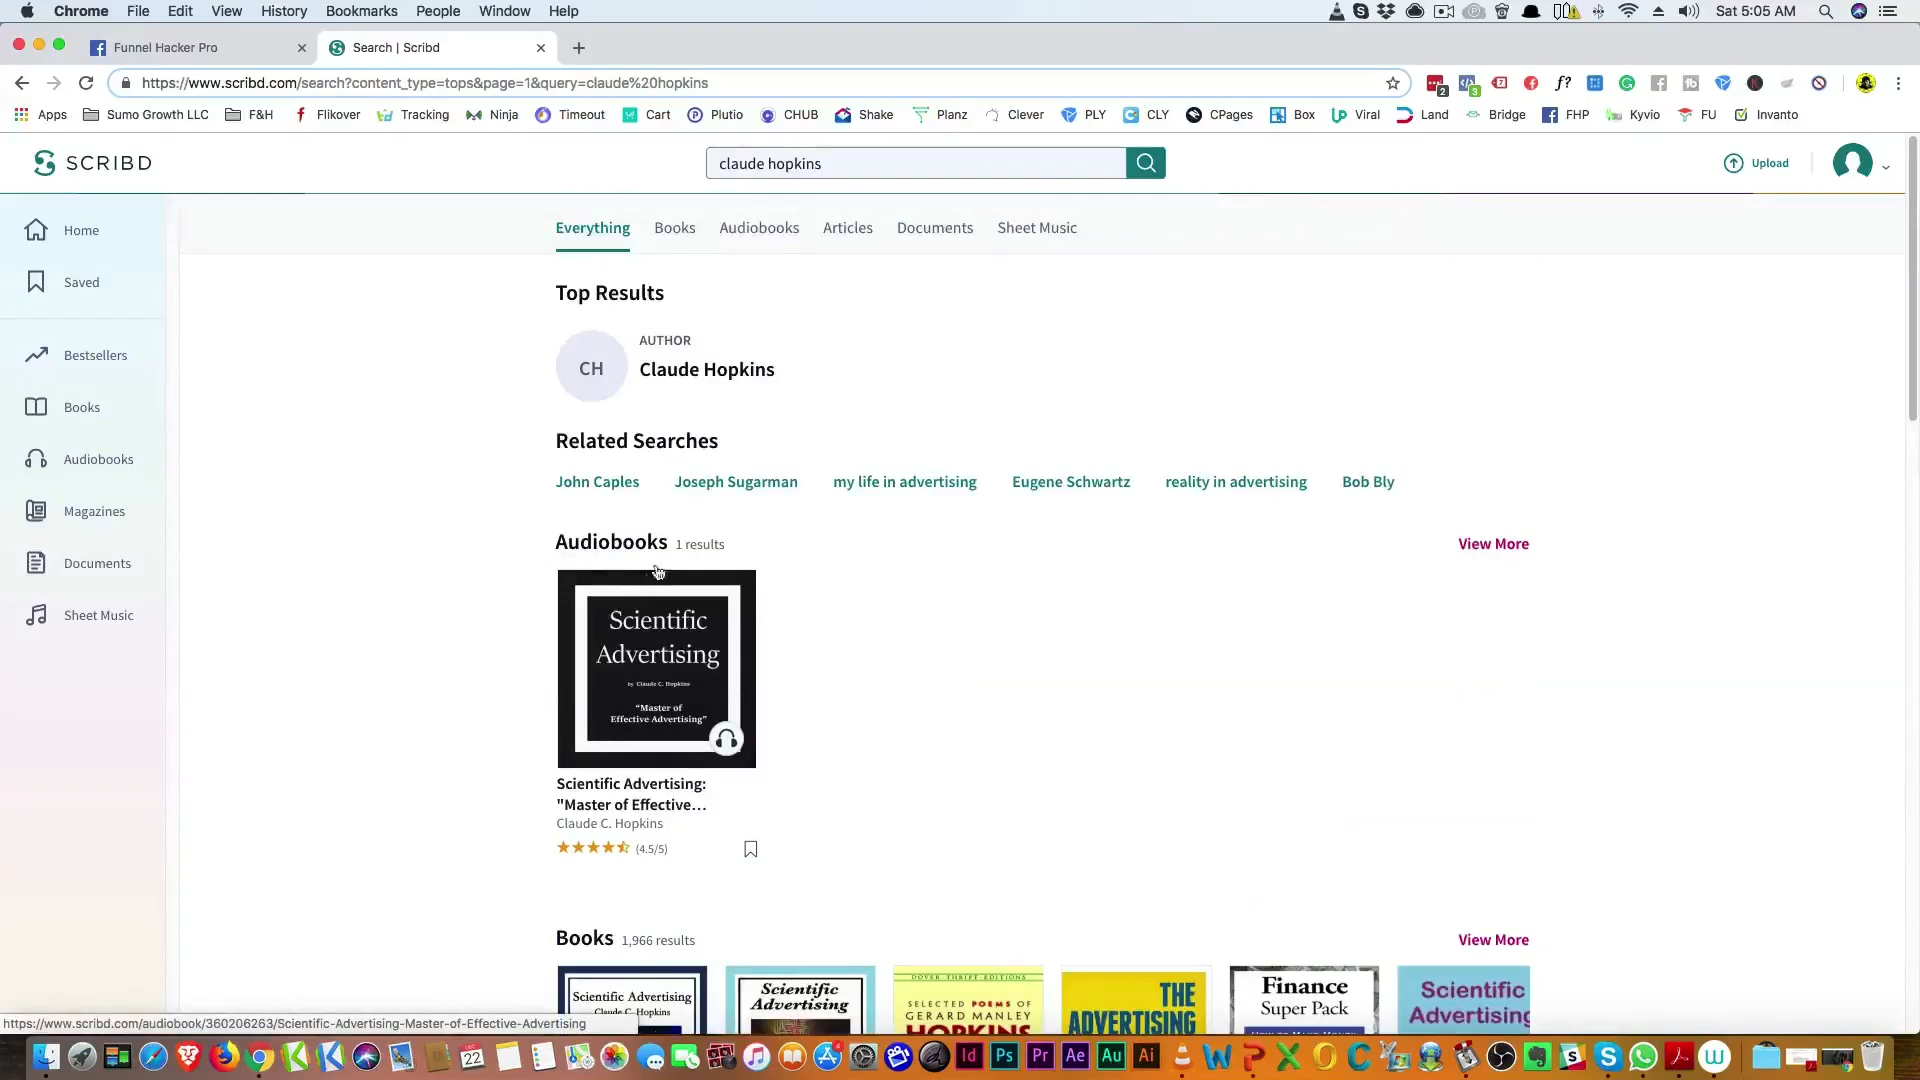 Chrome File Edit View History Bookmarks People Window Help
Sat 5:05 AM
Funnel Hacker Pro
Search | Scribd
https://www.scribd.com/search?content_type=tops&page=1&query=claude%20hopkins
Apps Sumo Growth LLC F&H Flikover Tracking Ninja Timeout Cart Plutio CHUB Shake Planz Clever PLY CLY CPages Box Viral Land Bridge FHP Kyvio FU Invanto
SCRIBD
claude hopkins
Upload
Home
Saved
Bestsellers
Books
Audiobooks
Magazines
Documents
Sheet Music
Everything Books Audiobooks Articles Documents Sheet Music
Top Results
CH
AUTHOR
Claude Hopkins
Related Searches
John Caples Joseph Sugarman my life in advertising Eugene Schwartz reality in advertising Bob Bly
Audiobooks 1 results
View More
Scientific
Advertising
by Claude C. Hopkins
“Master of
Effective Advertising”
Scientific Advertising:
"Master of Effective...
Claude C. Hopkins
(4.5/5)
Books 1,966 results
View More
Scientific Advertising
C. Hopkins
Scientific
Advertising
DOVER THRIFT EDITIONS
SELECTED POEMS OF
GERARD MANLEY
HOPKINS
THE
ADVERTISING
Finance
Super Pack
Scientific
Advertising
https://www.scribd.com/audiobook/360206263/Scientific-Advertising-Master-of-Effective-Advertising